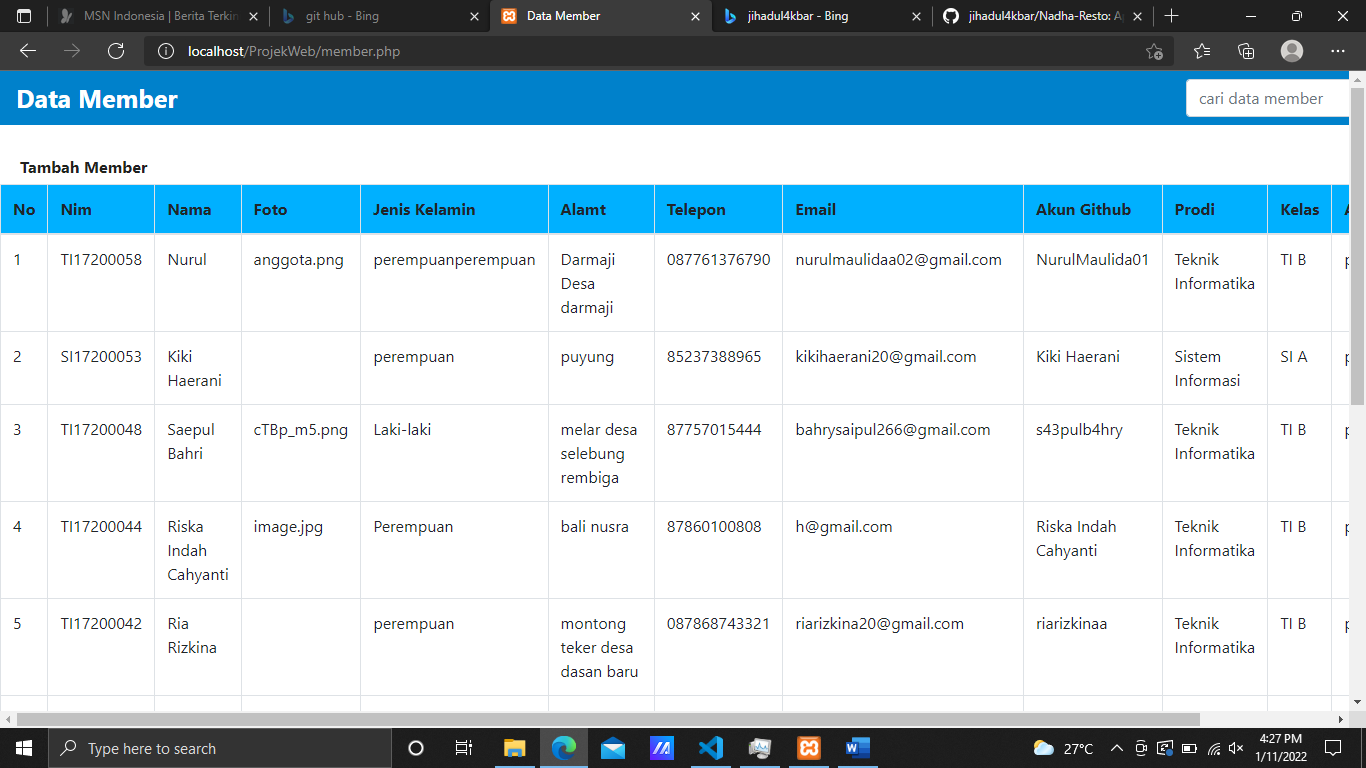 MSN Indonesia | Berita Terkin
git hub - Bing
Data Member
jihadul4kbar - Bing
jihadul4kbar/Nadha-Resto: A
localhost/ProjekWeb/member.php
Data Member
cari data member
Tambah Member
No Nim Nama Foto Jenis Kelamin Alamt Telepon Email Akun Github Prodi Kelas
1 TI17200058 Nurul anggota.png perempuanperempuan Darmaji 087761376790 nurulmaulidaa02@gmail.com NurulMaulida01 Teknik TI B
Desa Informatika
darmaji
2 SI17200053 Kiki perempuan puyung 85237388965 kikihaerani20@gmail.com Kiki Haerani Sistem SI A
Haerani Informasi
3 TI17200048 Saepul cTBp_m5.png Laki-laki melar desa 87757015444 bahrysaipul266@gmail.com s43pulb4hry Teknik TI B
Bahri selebung Informatika
rembiga
4 TI17200044 Riska image.jpg Perempuan bali nusra 87860100808 h@gmail.com Riska Indah Teknik TI B
Indah Cahyanti Informatika
Cahyanti
5 TI17200042 Ria perempuan montong 087868743321 riarizkina20@gmail.com riarizkinaa Teknik TI B
Rizkina teker desa Informatika
dasan baru
Type here to search
27°C
4:27 PM
1/11/2022